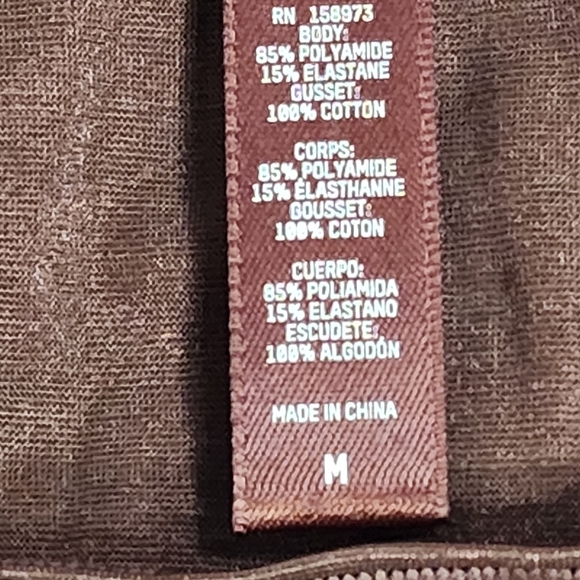 RN 158973
BODY:
85% POLYAMIDE
15% ELASTANE
GUSSET:
100% COTTON
CORPS:
85% POLYAMIDE
15% ÉLASTHANNE
GOUSSET:
100% COTON
CUERPO:
85% POLIAMIDA
15% ELASTANO
ESCUDETE:
100% ALGODÓN
MADE IN CHINA
M